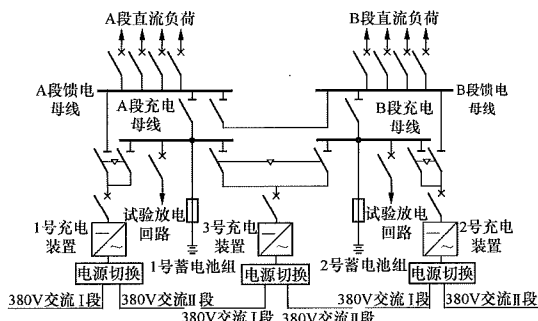 A段直流负荷
B段直流负荷
A段馈电
母线
A段充电
母线
B段充电
母线
B段馈电
母线
试验放电
回路
试验放电
回路
1号充电
装置
3号充电
装置
2号充电
装置
1号蓄电池组
2号蓄电池组
电源切换
电源切换
电源切换
380V交流Ⅰ段
380V交流Ⅱ段
380V交流Ⅰ段
380V交流Ⅱ段
380V交流Ⅰ段
380V交流Ⅱ段